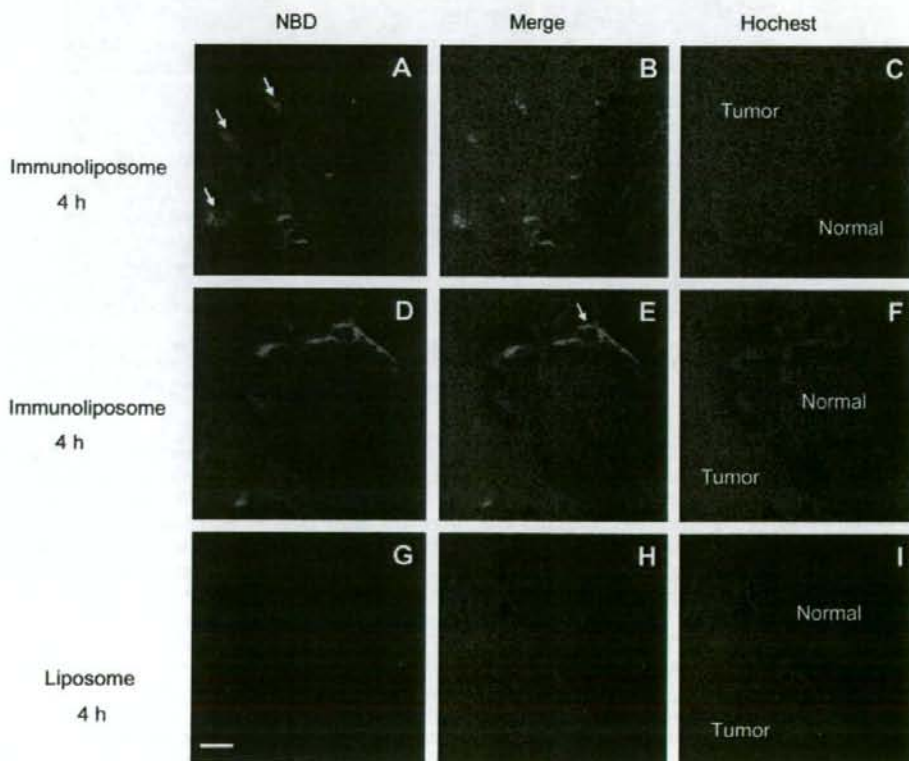 NBD
Merge
Hochest
Immunoliposome
4 h
A
B
C
Tumor
Normal
Immunoliposome
4 h
D
E
F
Normal
Tumor
Liposome
4 h
G
H
I
Normal
Tumor